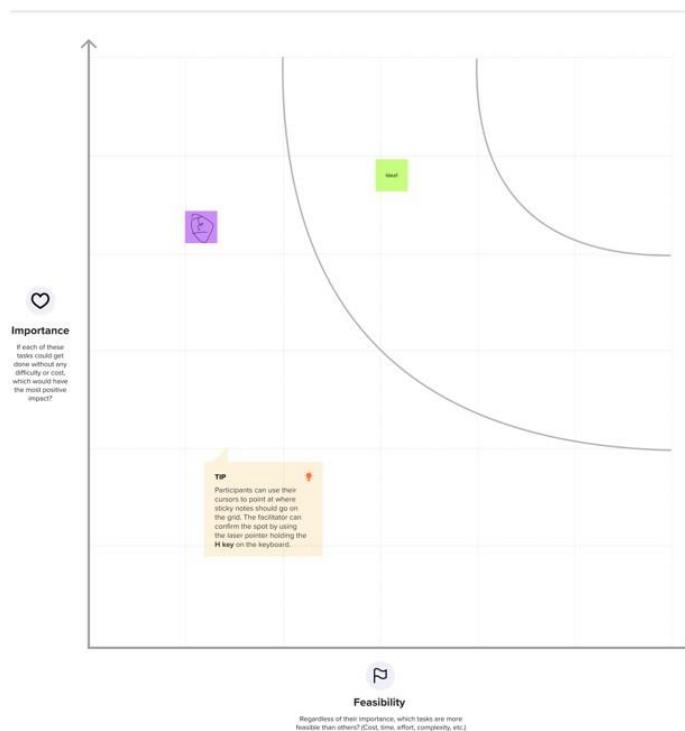 Idea1
Importance
If each of these
tasks could get
done without any
difficulty or cost,
which would have
the most positive
impact?
TIP
Participants can use their
cursors to point at where
sticky notes should go on
the grid. The facilitator can
confirm the spot by using
the laser pointer holding the
H key on the keyboard.
Feasibility
Regardless of their importance, which tasks are more
feasible than others? (Cost, time, effort, complexity, etc.)